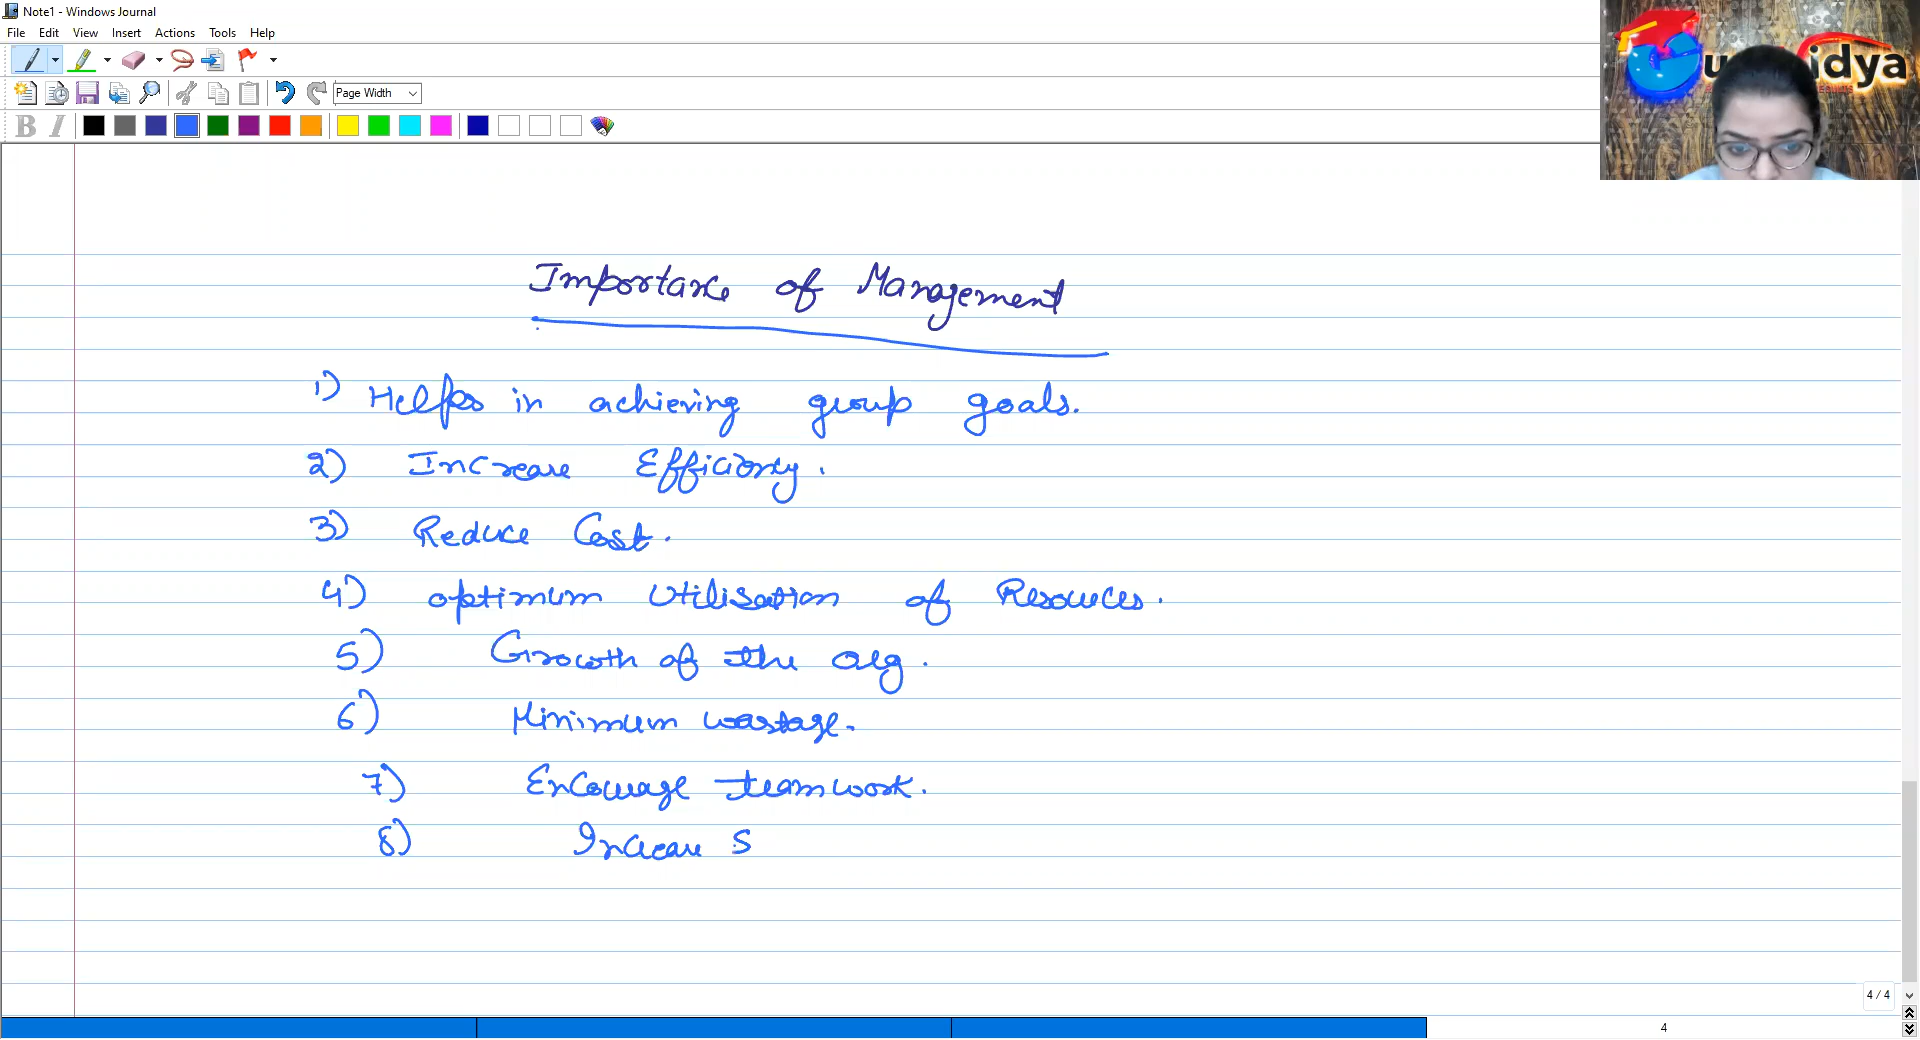 Note1 - Windows Journal
File Edit View Insert Actions Tools Help
Page Width
B I
idya
Importance of Management
1) Helps in achieving group goals.
2) Increase Efficiency.
3) Reduce Cost.
4) optimum utilisation of Resources.
5) Growth of the org.
6) Minimum wastage.
7) Encourage teamwork.
8) Increase S
4 / 4
4